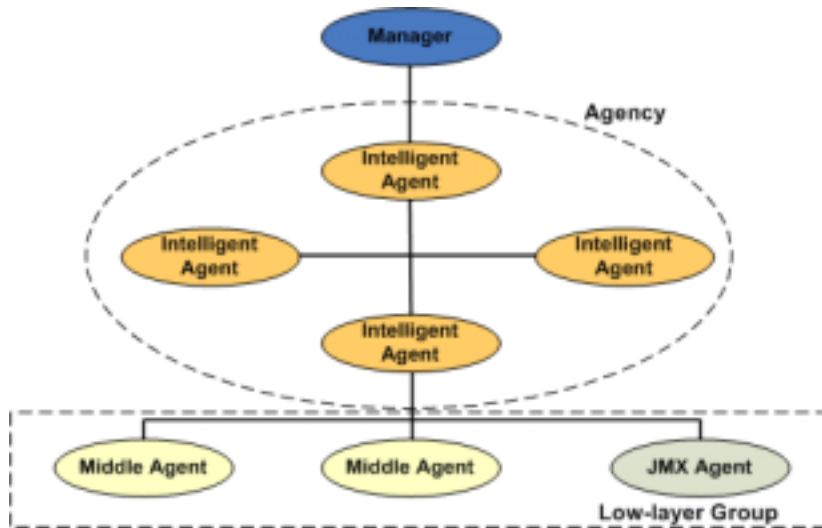 Manager
Agency
Intelligent
Agent
Intelligent
Agent
Intelligent
Agent
Intelligent
Agent
Middle Agent
Middle Agent
JMX Agent
Low-layer Group